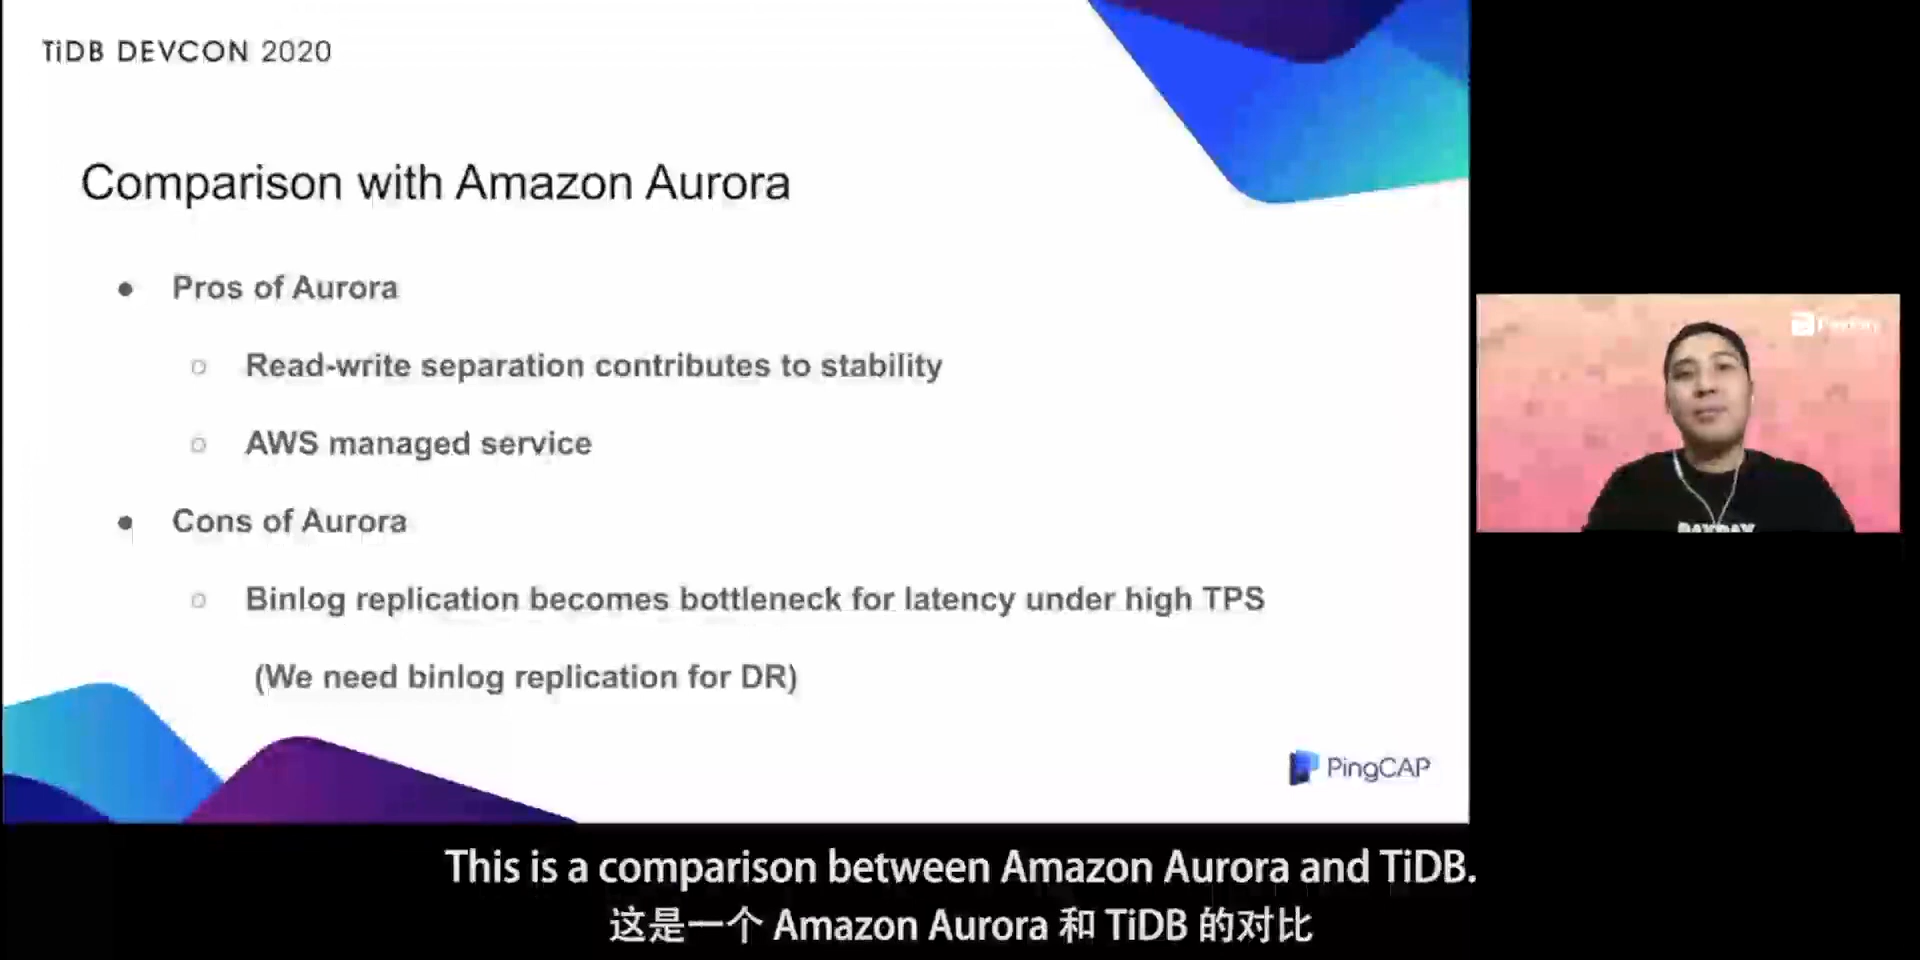 TiDB DEVCON 2020
Comparison with Amazon Aurora
Pros of Aurora
Read-write separation contributes to stability
AWS managed service
Cons of Aurora
Binlog replication becomes bottleneck for latency under high TPS
(We need binlog replication for DR)
PingCAP
This is a comparison between Amazon Aurora and TiDB.
这是一个 Amazon Aurora 和 TiDB 的对比